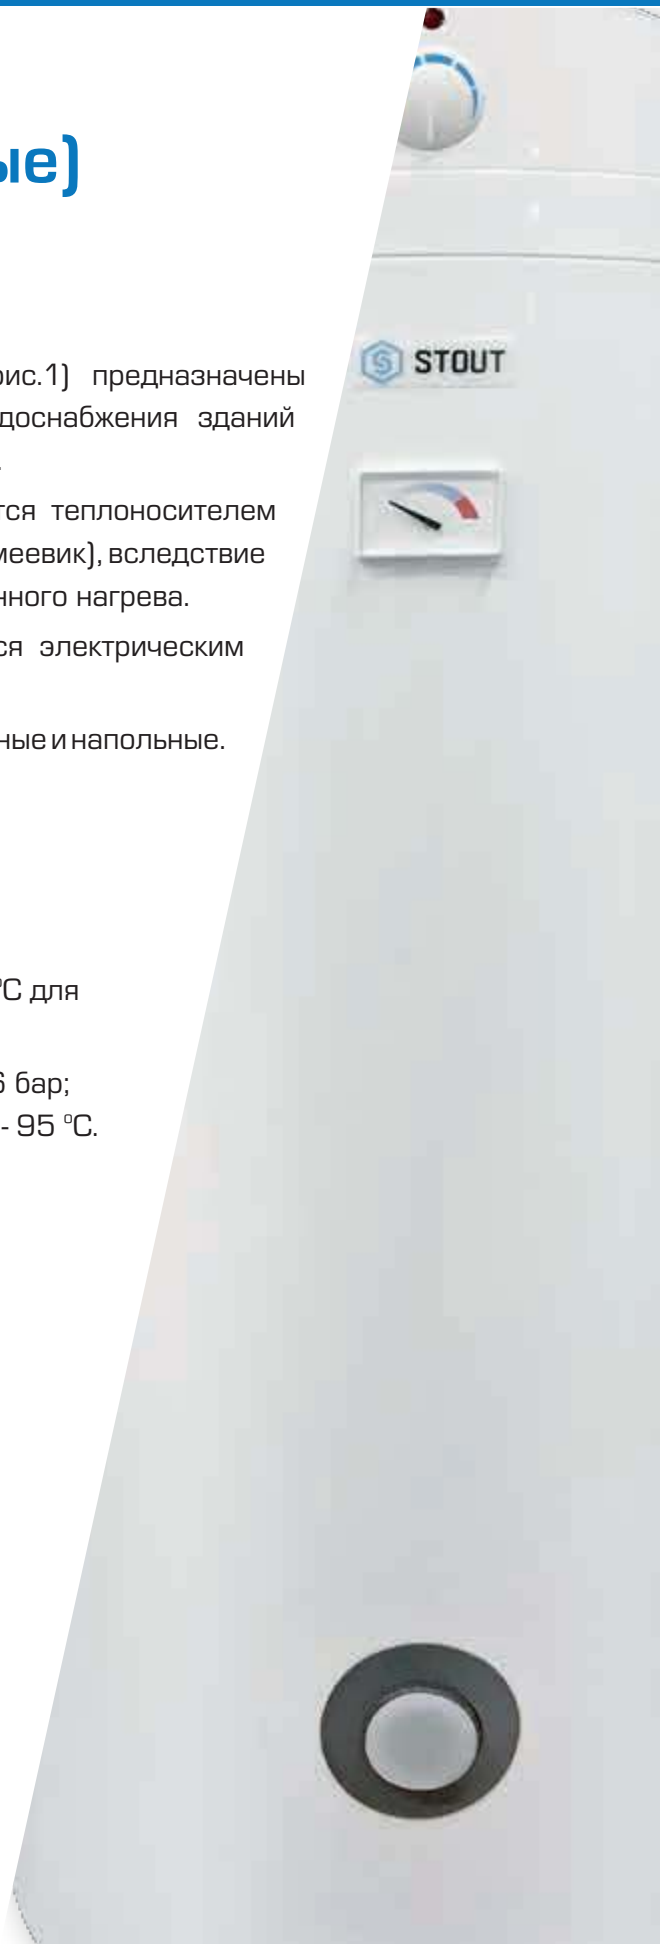 ые)
рис.1) предназначены
доснабжения зданий
.
тся теплоносителем
меевик), вследствие
нного нагрева.
ся электрическим
ные и напольные.
°С для
6 бар;
- 95 °С.
STOUT